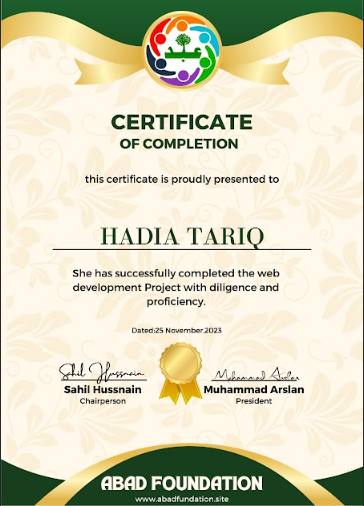 CERTIFICATE
OF COMPLETION
this certificate is proudly presented to
HADIA TARIQ
She has successfully completed the web
development Project with diligence and
proficiency.
Dated:25 November,2023
Sahil Hussnain
Muhammad Arslan
Sahil Hussnain
Muhammad Arslan
Chairperson
President
ABAD FOUNDATION
www.abadfundation.site